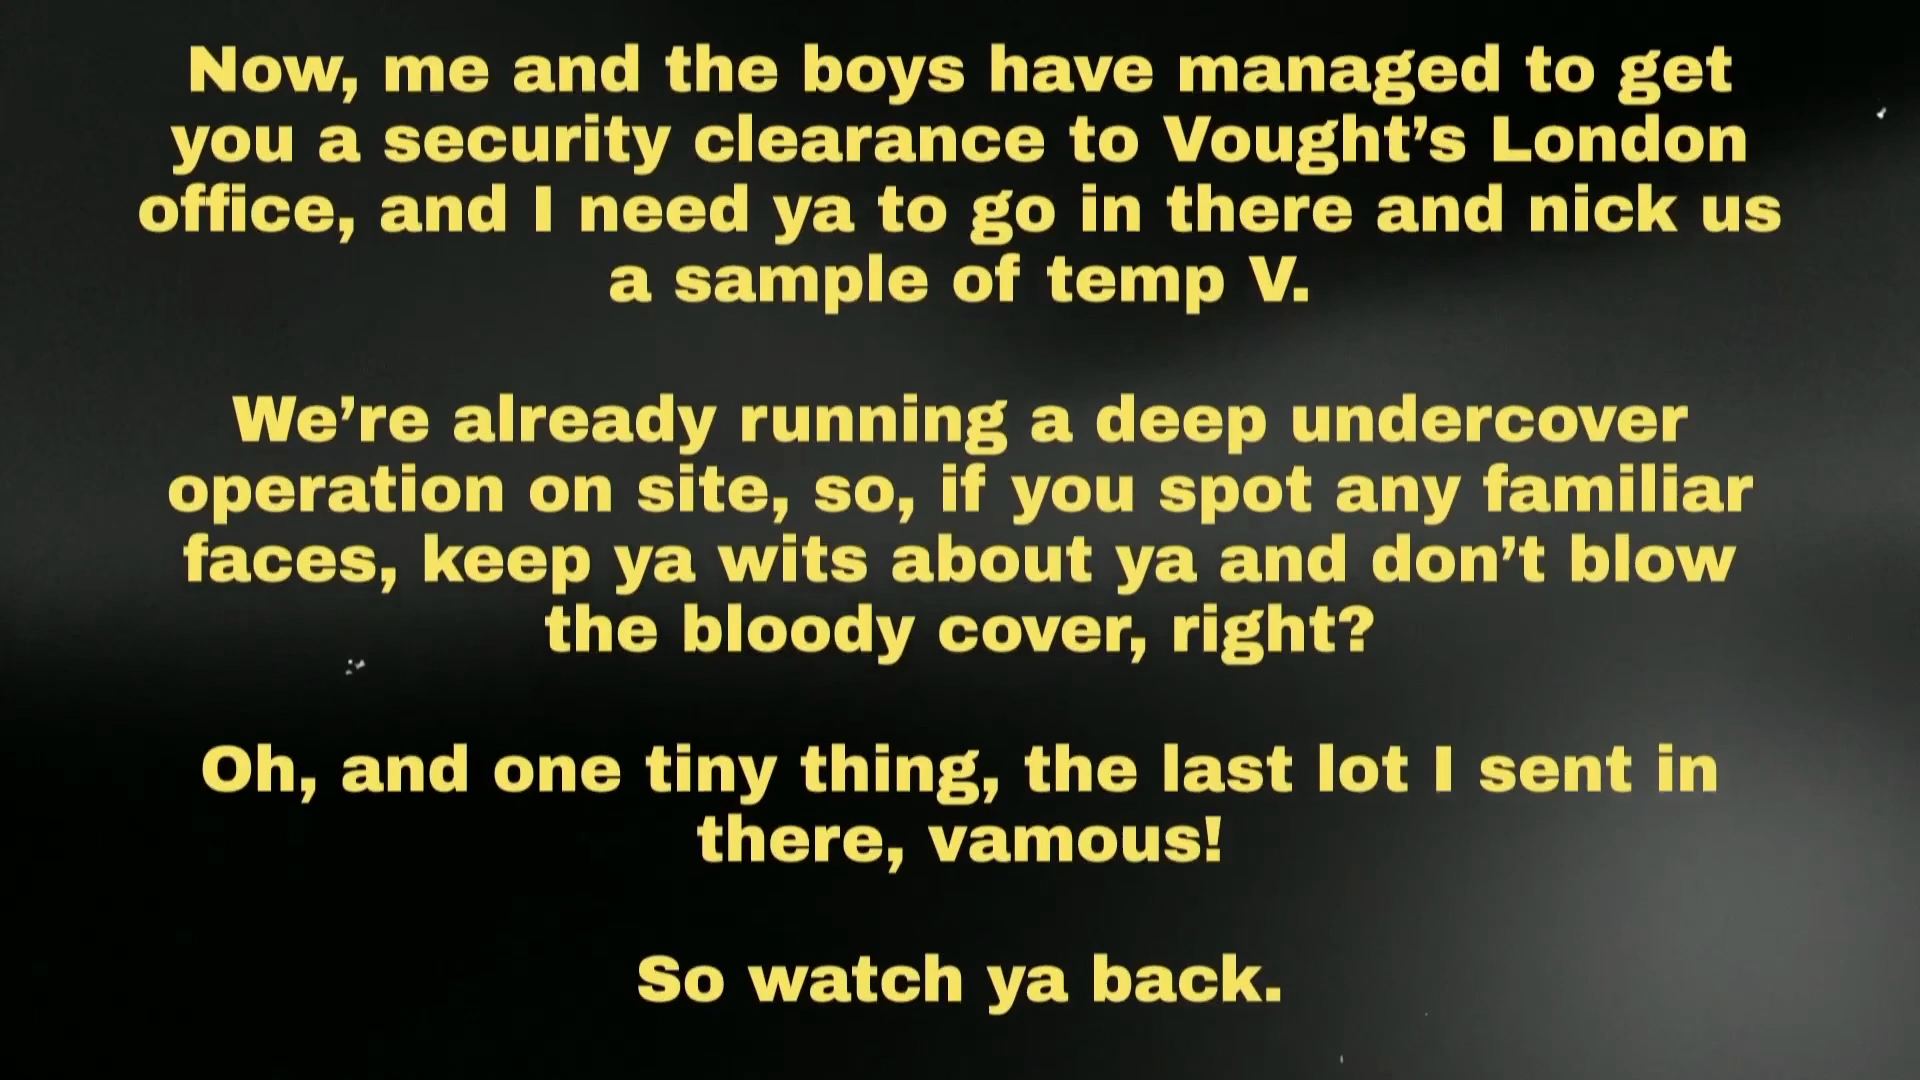 Now, me and the boys have managed to get
you a security clearance to Vought’s London
office, and I need ya to go in there and nick us
a sample of temp V.
We’re already running a deep undercover
operation on site, so, if you spot any familiar
faces, keep ya wits about ya and don’t blow
the bloody cover, right?
Oh, and one tiny thing, the last lot I sent in
there, vamous!
So watch ya back.